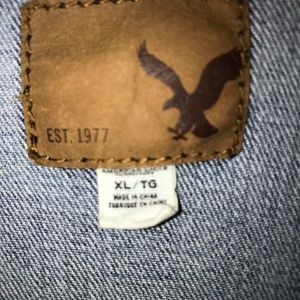 EST. 1977
XL / TG
MADE IN CHINA
FABRIQUÉ EN CHINE